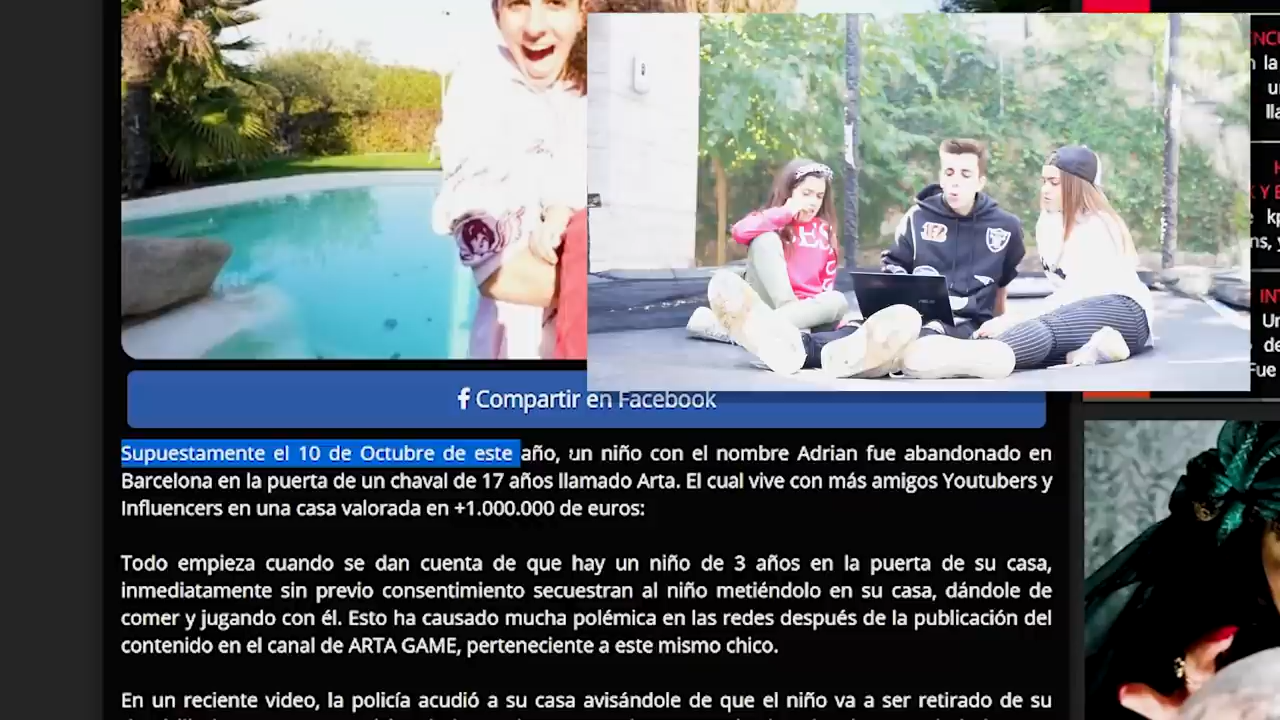 Compartir en Facebook
Supuestamente el 10 de Octubre de este año, un niño con el nombre Adrian fue abandonado en
Barcelona en la puerta de un chaval de 17 años llamado Arta. El cual vive con más amigos Youtubers y
Influencers en una casa valorada en +1.000.000 de euros:
Todo empieza cuando se dan cuenta de que hay un niño de 3 años en la puerta de su casa,
inmediatamente sin previo consentimiento secuestran al niño metiéndolo en su casa, dándole de
comer y jugando con él. Esto ha causado mucha polémica en las redes después de la publicación del
contenido en el canal de ARTA GAME, perteneciente a este mismo chico.
En un reciente video, la policía acudió a su casa avisándole de que el niño va a ser retirado de su
la
Y
de
Fue